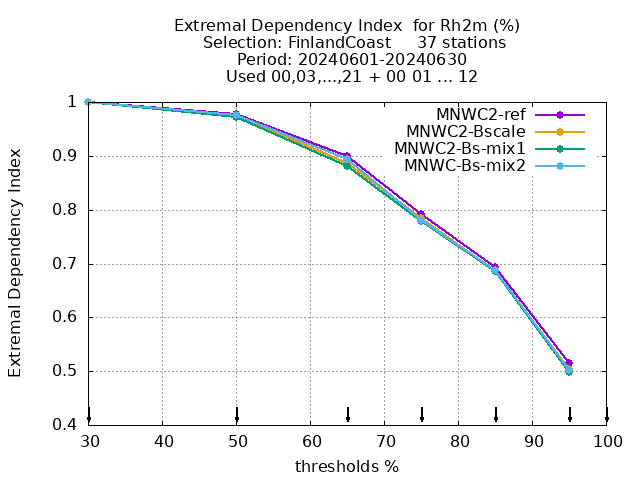 Extremal Dependency Index  for Rh2m (%)
Selection: FinlandCoast     37 stations
Period: 20240601-20240630
Used 00,03,...,21 + 00 01 ... 12
MNWC2-ref
MNWC2-Bscale
MNWC2-Bs-mix1
MNWC-Bs-mix2
Extremal Dependency Index
1
0.9
0.8
0.7
0.6
0.5
0.4
30 40 50 60 70 80 90 100
thresholds %